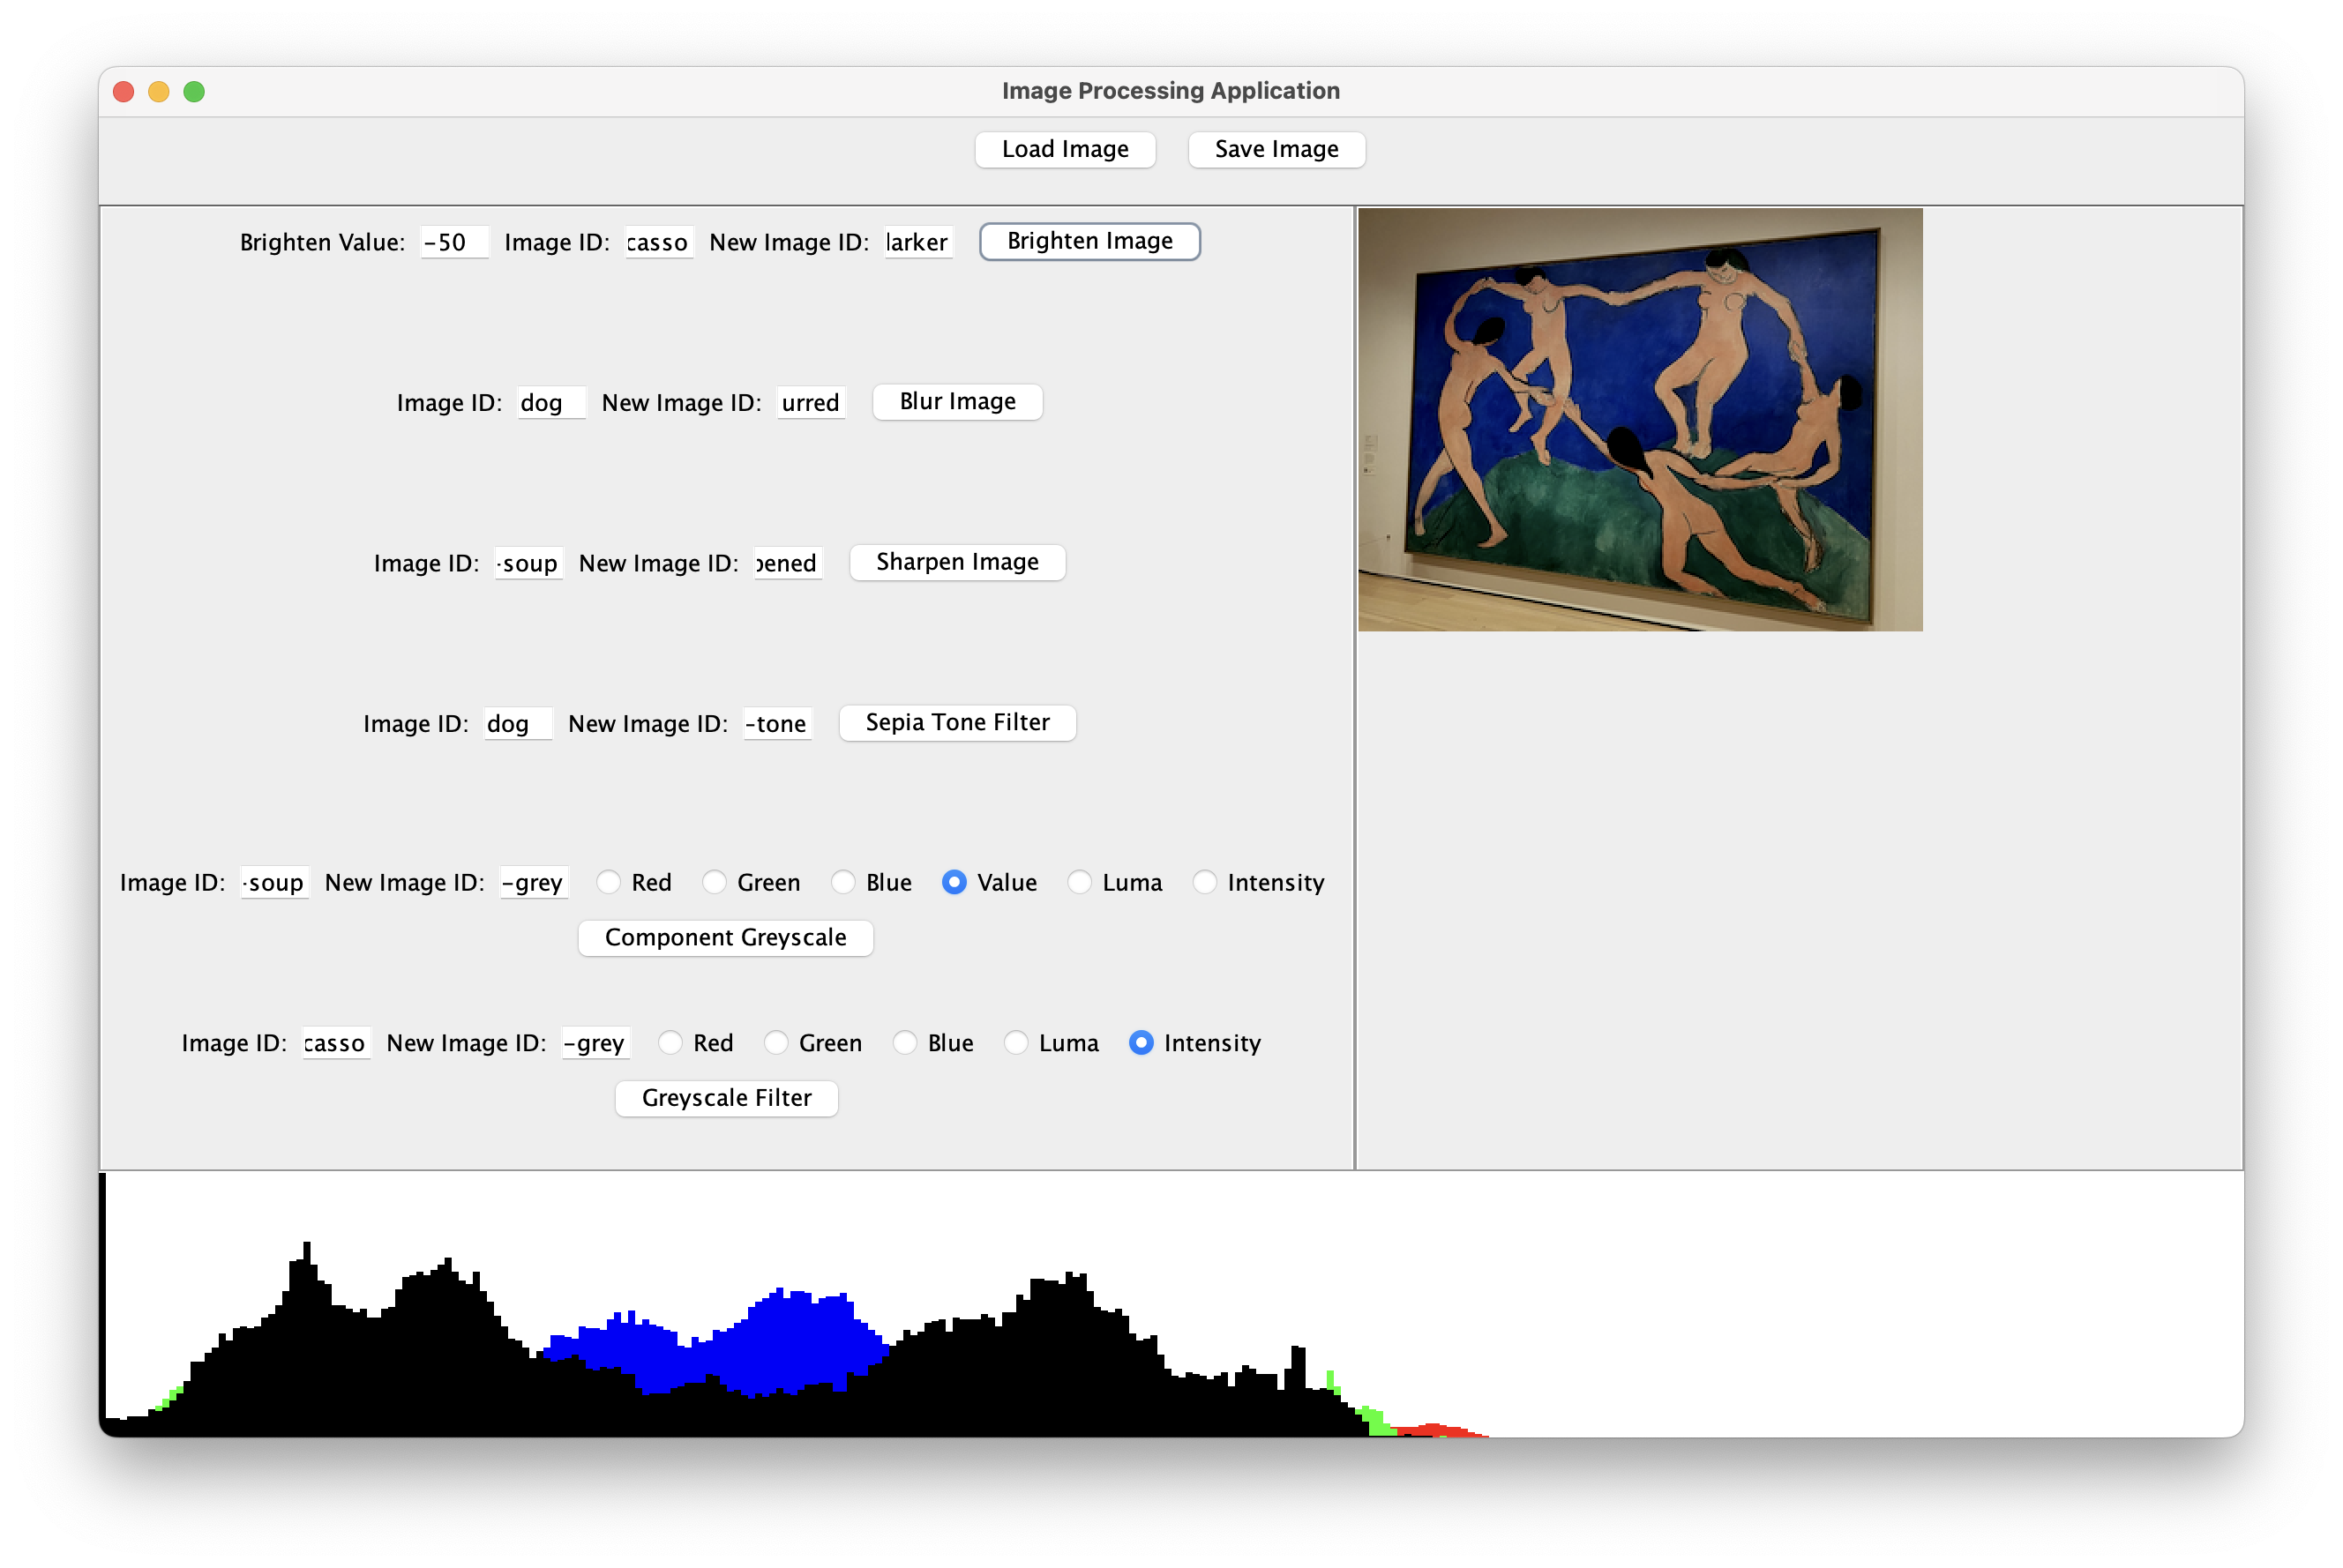 Image Processing Application
Load Image Save Image
Brighten Value: -50 Image ID: casso New Image ID: larker Brighten Image
Image ID: dog New Image ID: urred Blur Image
Image ID: -soup New Image ID: pened Sharpen Image
Image ID: dog New Image ID: -tone Sepia Tone Filter
Image ID: -soup New Image ID: -grey Red Green Blue Value Luma Intensity
Component Greyscale
Image ID: casso New Image ID: -grey Red Green Blue Luma Intensity
Greyscale Filter